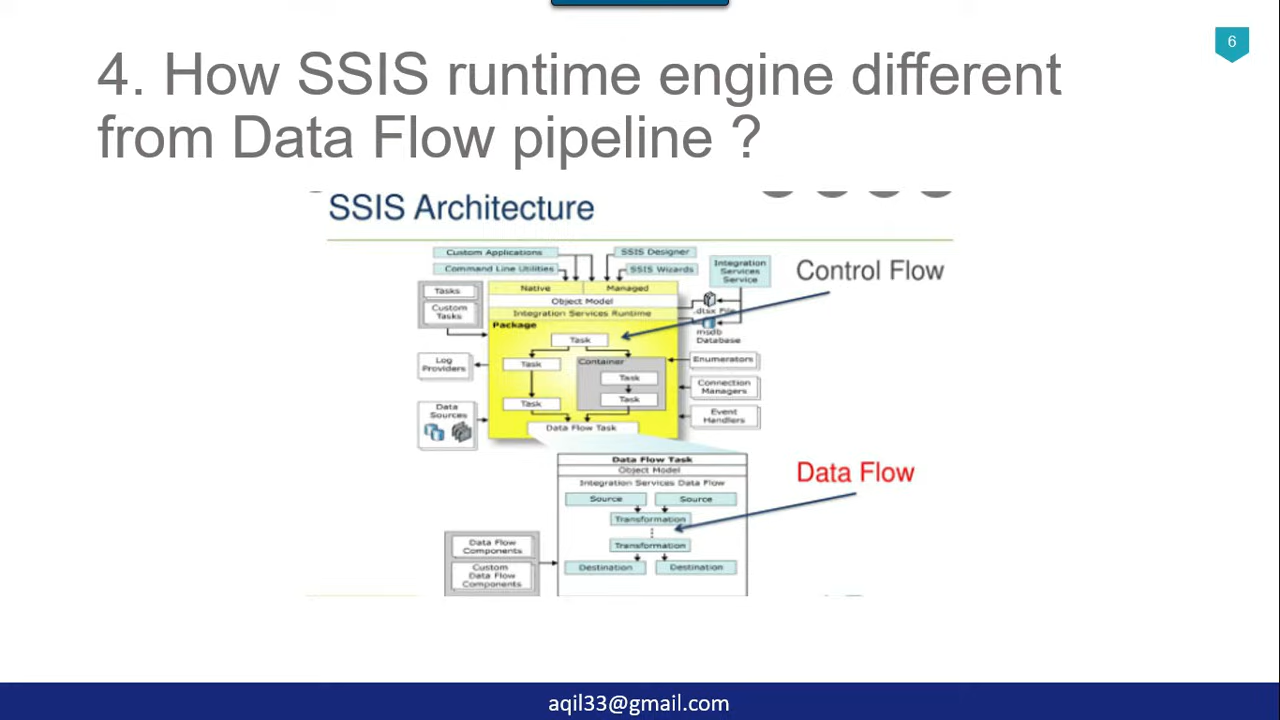 6
4. How SSIS runtime engine different
from Data Flow pipeline ?
SSIS Architecture
Custom Applications
SSIS Designer
Command Line Utilities
SSIS Wizards
Integration
Services
Service
Control Flow
Tasks
Custom
Tasks
Native
Managed
Object Model
Integration Services Runtime
Package
.dtsx File
msdb
Database
Task
Log
Providers
Task
Container
Task
Task
Task
Enumerators
Connection
Managers
Data
Sources
Event
Handlers
Data Flow Task
Data Flow Task
Object Model
Integration Services Data Flow
Data Flow
Source
Source
Transformation
Transformation
Data Flow
Components
Custom
Data Flow
Components
Destination
Destination
aqil33@gmail.com